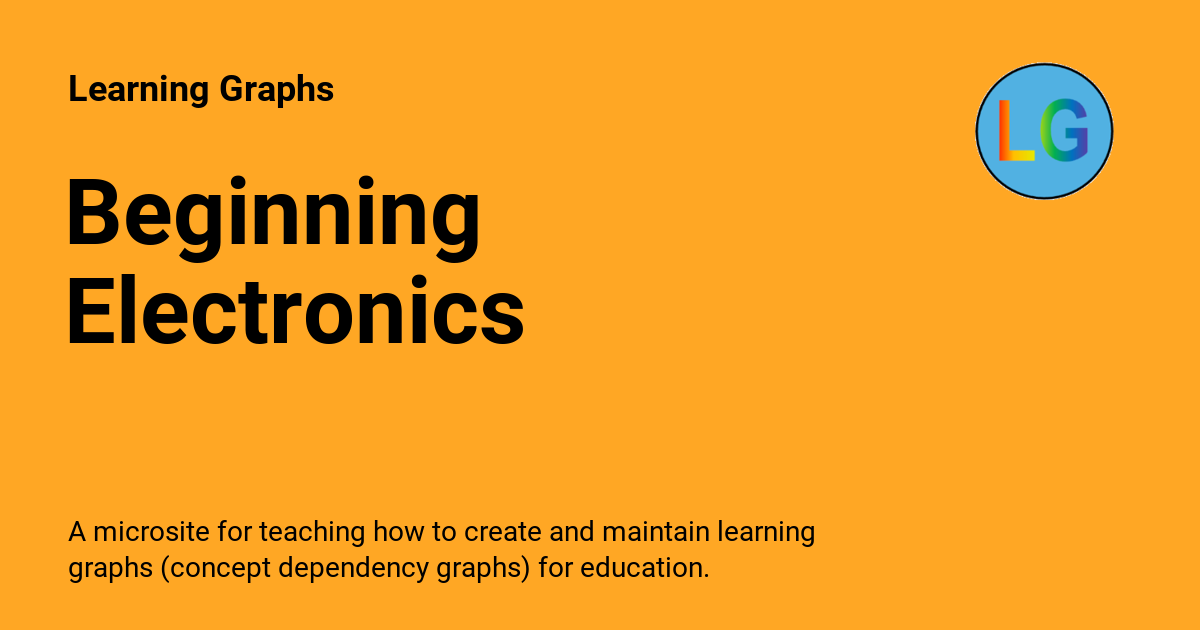 Learning Graphs
LG
Beginning
Electronics
A microsite for teaching how to create and maintain learning
graphs (concept dependency graphs) for education.